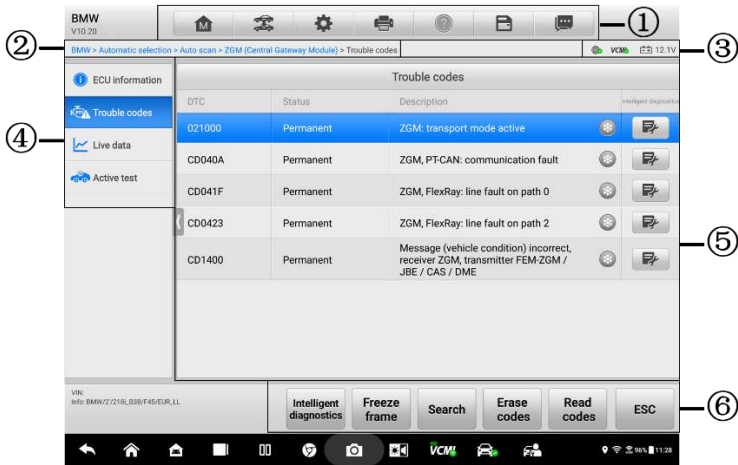 BMW
V10.20 ..
①
②
BMW > Automatic selection > Auto scan > ZGM (Central Gateway Module) > Trouble codes
VCMI
12.1V
③
ECU information
Trouble codes
Live data
Active test
④
Trouble codes
DTC Status Description Intelligent diagnostics
021000 Permanent ZGM: transport mode active
CD040A Permanent ZGM, PT-CAN: communication fault
CD041F Permanent ZGM, FlexRay: line fault on path 0
CD0423 Permanent ZGM, FlexRay: line fault on path 2
CD1400 Permanent Message (vehicle condition) incorrect,
receiver ZGM, transmitter FEM-ZGM /
JBE / CAS / DME
⑤
VIN:
Info: BMW/2'/218i_B38/F45/EUR_LL
Intelligent
diagnostics
Freeze
frame
Search
Erase
codes
Read
codes
ESC
⑥
VCMI
96% 11:28